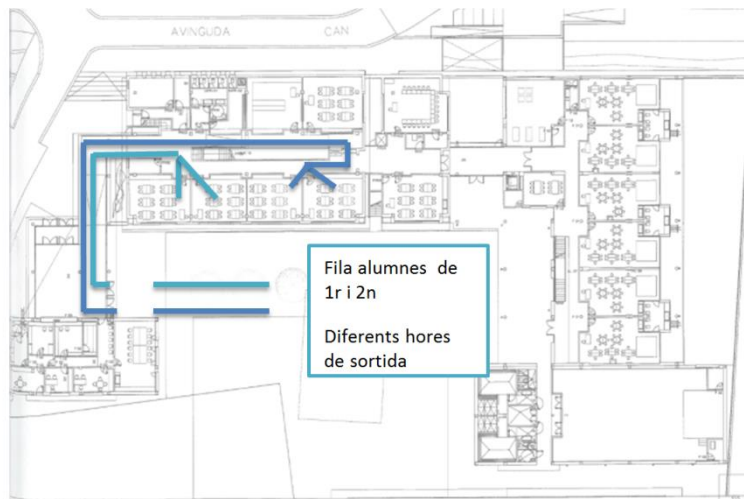 AVINGUDA CAN
Fila alumnes de
1r i 2n
Diferents hores
de sortida